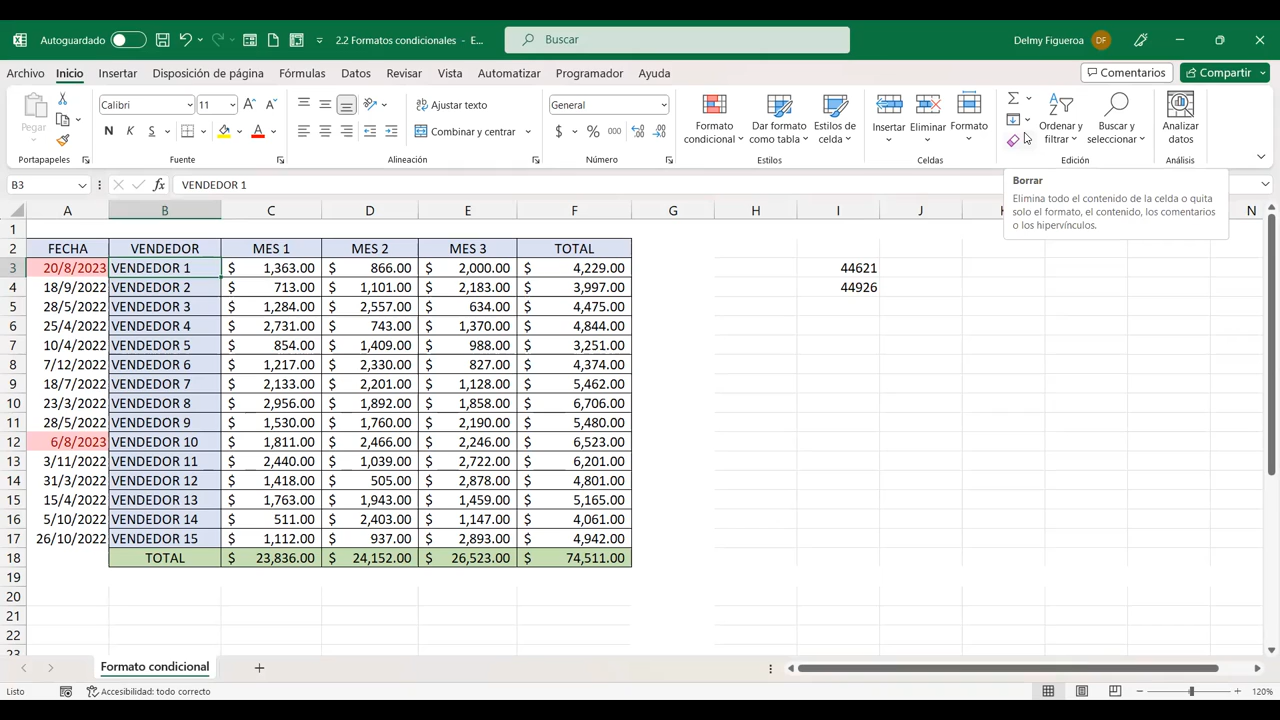 Autoguardado
2.2 Formatos condicionales - E...
Buscar
Delmy Figueroa DF
Archivo Inicio Insertar Disposición de página Fórmulas Datos Revisar Vista Automatizar Programador Ayuda
Comentarios Compartir
Pegar
Portapapeles
Calibri 11
N K S
Fuente
Ajustar texto
Combinar y centrar
Alineación
General
$ % 000
Número
Formato condicional
Dar formato como tabla
Estilos de celda
Estilos
Insertar Eliminar Formato
Celdas
Ordenar y filtrar
Buscar y seleccionar
Edición
Analizar datos
Análisis
B3 fx VENDEDOR 1
Borrar
Elimina todo el contenido de la celda o quita
solo el formato, el contenido, los comentarios
o los hipervínculos.
A B C D E F G H I J K N
1
2 FECHA VENDEDOR MES 1 MES 2 MES 3 TOTAL
3 20/8/2023 VENDEDOR 1 $ 1,363.00 $ 866.00 $ 2,000.00 $ 4,229.00 44621
4 18/9/2022 VENDEDOR 2 $ 713.00 $ 1,101.00 $ 2,183.00 $ 3,997.00 44926
5 28/5/2022 VENDEDOR 3 $ 1,284.00 $ 2,557.00 $ 634.00 $ 4,475.00
6 25/4/2022 VENDEDOR 4 $ 2,731.00 $ 743.00 $ 1,370.00 $ 4,844.00
7 10/4/2022 VENDEDOR 5 $ 854.00 $ 1,409.00 $ 988.00 $ 3,251.00
8 7/12/2022 VENDEDOR 6 $ 1,217.00 $ 2,330.00 $ 827.00 $ 4,374.00
9 18/7/2022 VENDEDOR 7 $ 2,133.00 $ 2,201.00 $ 1,128.00 $ 5,462.00
10 23/3/2022 VENDEDOR 8 $ 2,956.00 $ 1,892.00 $ 1,858.00 $ 6,706.00
11 28/5/2022 VENDEDOR 9 $ 1,530.00 $ 1,760.00 $ 2,190.00 $ 5,480.00
12 6/8/2023 VENDEDOR 10 $ 1,811.00 $ 2,466.00 $ 2,246.00 $ 6,523.00
13 3/11/2022 VENDEDOR 11 $ 2,440.00 $ 1,039.00 $ 2,722.00 $ 6,201.00
14 31/3/2022 VENDEDOR 12 $ 1,418.00 $ 505.00 $ 2,878.00 $ 4,801.00
15 15/4/2022 VENDEDOR 13 $ 1,763.00 $ 1,943.00 $ 1,459.00 $ 5,165.00
16 5/10/2022 VENDEDOR 14 $ 511.00 $ 2,403.00 $ 1,147.00 $ 4,061.00
17 26/10/2022 VENDEDOR 15 $ 1,112.00 $ 937.00 $ 2,893.00 $ 4,942.00
18 TOTAL $ 23,836.00 $ 24,152.00 $ 26,523.00 $ 74,511.00
19
20
21
22
23
Formato condicional
Listo Accesibilidad: todo correcto 120%